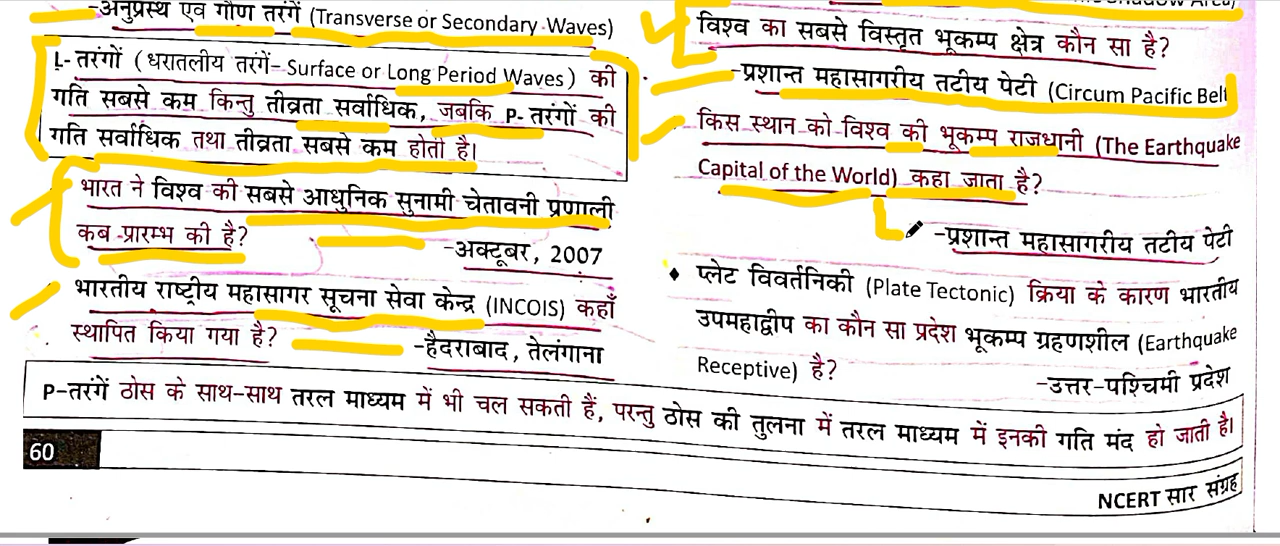 -अनुप्रस्थ एवं गौण तरंगें (Transverse or Secondary Waves)
L- तरंगों (धरातलीय तरंगें-Surface or Long Period Waves) की
गति सबसे कम किन्तु तीव्रता सर्वाधिक, जबकि P- तरंगों की
गति सर्वाधिक तथा तीव्रता सबसे कम होती है।
भारत ने विश्व की सबसे आधुनिक सुनामी चेतावनी प्रणाली
कब प्रारम्भ की है?
-अक्टूबर, 2007
भारतीय राष्ट्रीय महासागर सूचना सेवा केन्द्र (INCOIS) कहाँ
स्थापित किया गया है?
-हैदराबाद, तेलंगाना
विश्व का सबसे विस्तृत भूकम्प क्षेत्र कौन सा है?
-प्रशान्त महासागरीय तटीय पेटी (Circum Pacific Belt
किस स्थान को विश्व की भूकम्प राजधानी (The Earthquake
Capital of the World) कहा जाता है?
-प्रशान्त महासागरीय तटीय पेटी
♦ प्लेट विवर्तनिकी (Plate Tectonic) क्रिया के कारण भारतीय
उपमहाद्वीप का कौन सा प्रदेश भूकम्प ग्रहणशील (Earthquake
Receptive) है?
-उत्तर-पश्चिमी प्रदेश
P-तरंगें ठोस के साथ-साथ तरल माध्यम में भी चल सकती हैं, परन्तु ठोस की तुलना में तरल माध्यम में इनकी गति मंद हो जाती है।
60
NCERT सार संग्रह